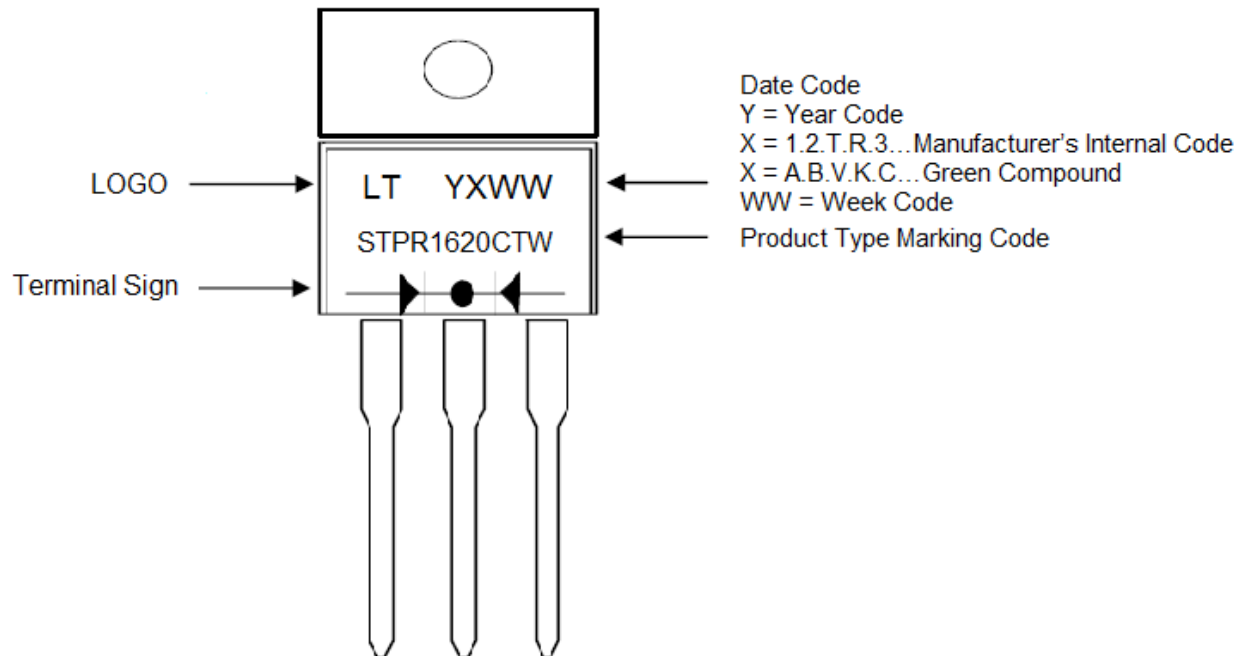 Date Code
Y = Year Code
X = 1.2.T.R.3...Manufacturer's Internal Code
X = A.B.V.K.C...Green Compound
WW = Week Code
LOGO
LT YXWW
STPR1620CTW
Product Type Marking Code
Terminal Sign